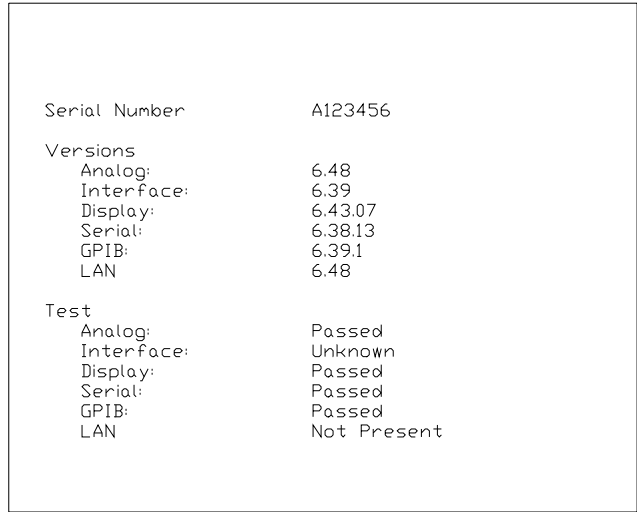 Serial Number A123456
Versions
Analog: 6.48
Interface: 6.39
Display: 6.43.07
Serial: 6.38.13
GPIB: 6.39.1
LAN 6.48
Test
Analog: Passed
Interface: Unknown
Display: Passed
Serial: Passed
GPIB: Passed
LAN Not Present